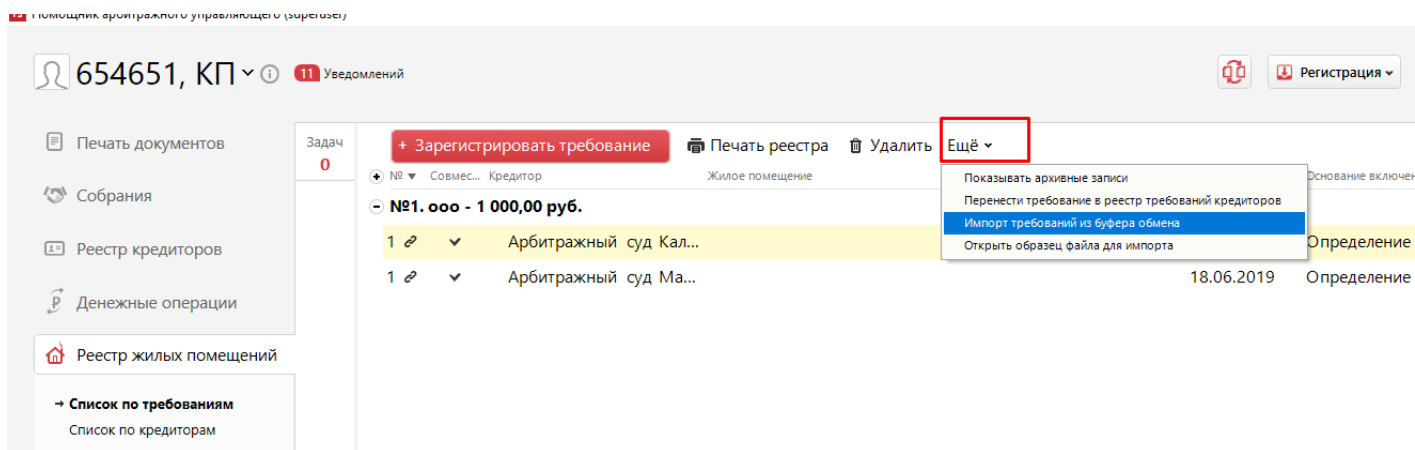 Помощник арбитражного управляющего (superuser)
654651, КП 11 Уведомлений
Регистрация
Печать документов
Собрания
Реестр кредиторов
Денежные операции
Реестр жилых помещений
→ Список по требованиям
Список по кредиторам
Задач
0
+ Зарегистрировать требование Печать реестра Удалить Ещё
№ Совмес... Кредитор Жилое помещение Основание включен
Показывать архивные записи
Перенести требование в реестр требований кредиторов
Импорт требований из буфера обмена
Открыть образец файла для импорта
№1. ооо - 1 000,00 руб.
1 Арбитражный суд Кал... Определение
1 Арбитражный суд Ма... 18.06.2019 Определение